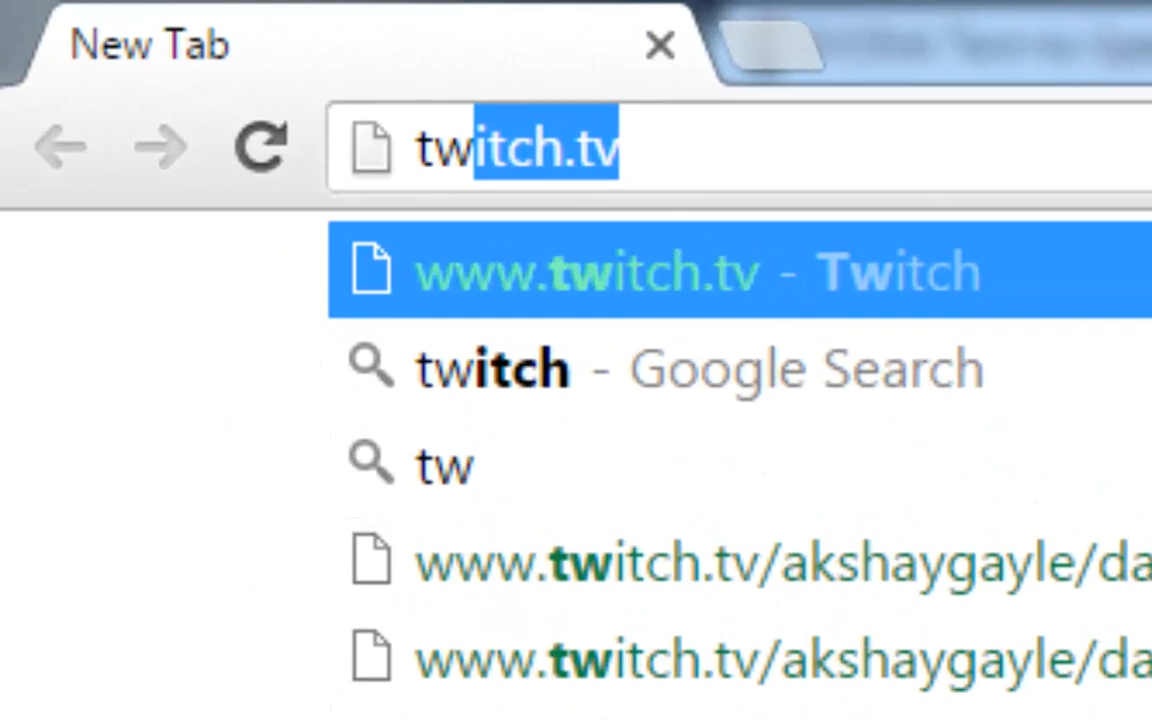 New Tab
twitch.tv
www.twitch.tv - Twitch
twitch - Google Search
tw
www.twitch.tv/akshaygayle/da
www.twitch.tv/akshaygayle/da